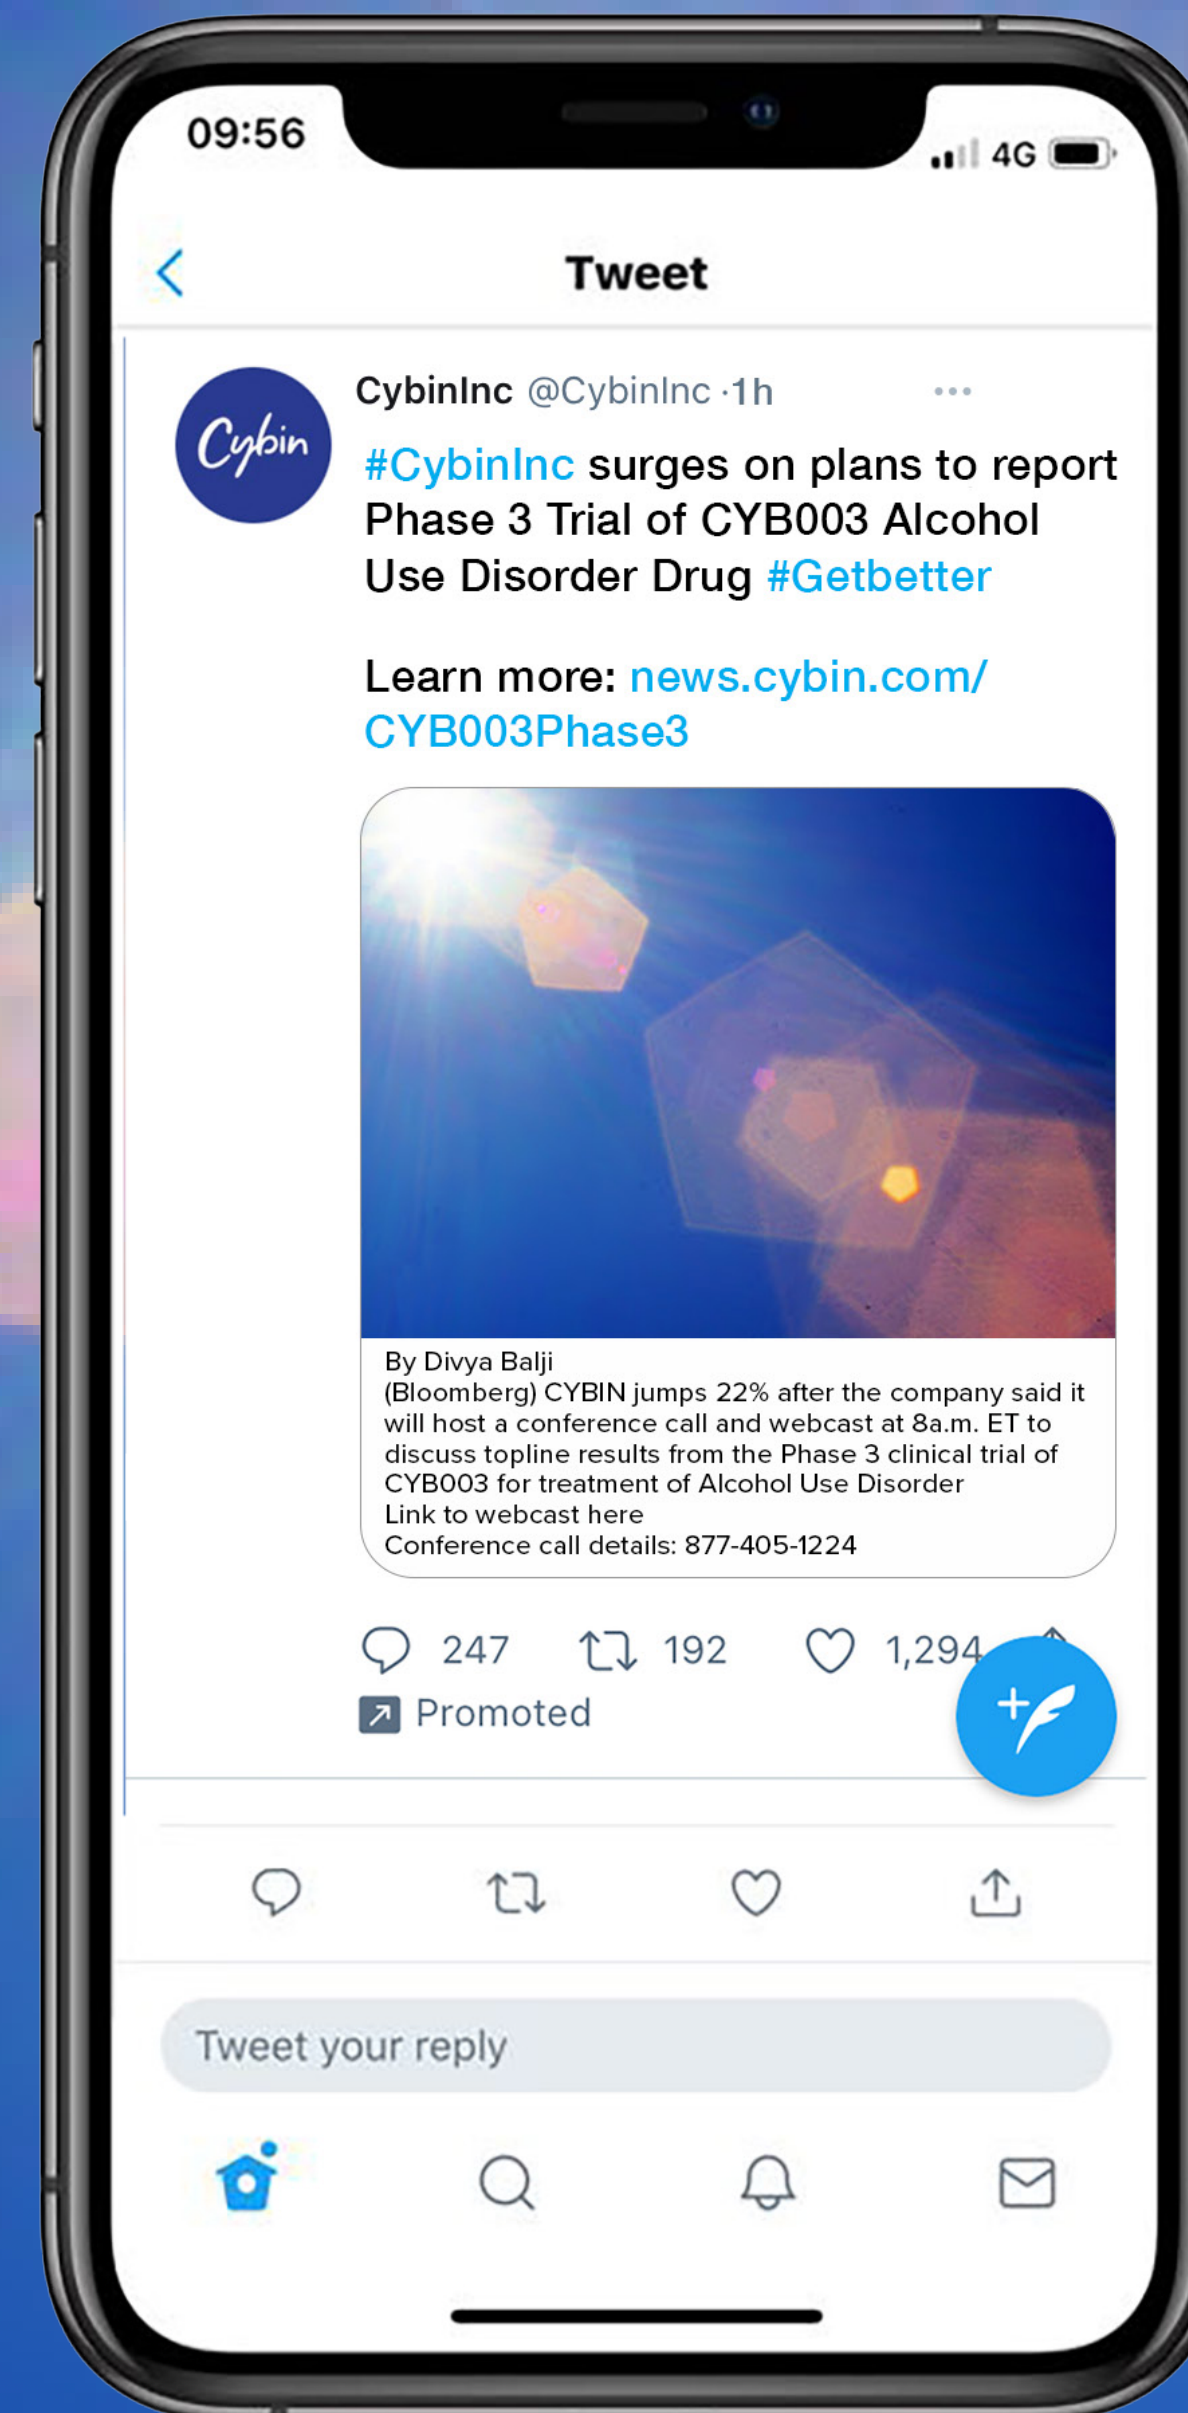 09:56
4G
Tweet
CybinInc @CybinInc ·1h
Cybin
#CybinInc surges on plans to report
Phase 3 Trial of CYB003 Alcohol
Use Disorder Drug #Getbetter
Learn more: news.cybin.com/
CYB003Phase3
By Divya Balji
(Bloomberg) CYBIN jumps 22% after the company said it
will host a conference call and webcast at 8a.m. ET to
discuss topline results from the Phase 3 clinical trial of
CYB003 for treatment of Alcohol Use Disorder
Link to webcast here
Conference call details: 877-405-1224
247 192 1,294
Promoted
Tweet your reply